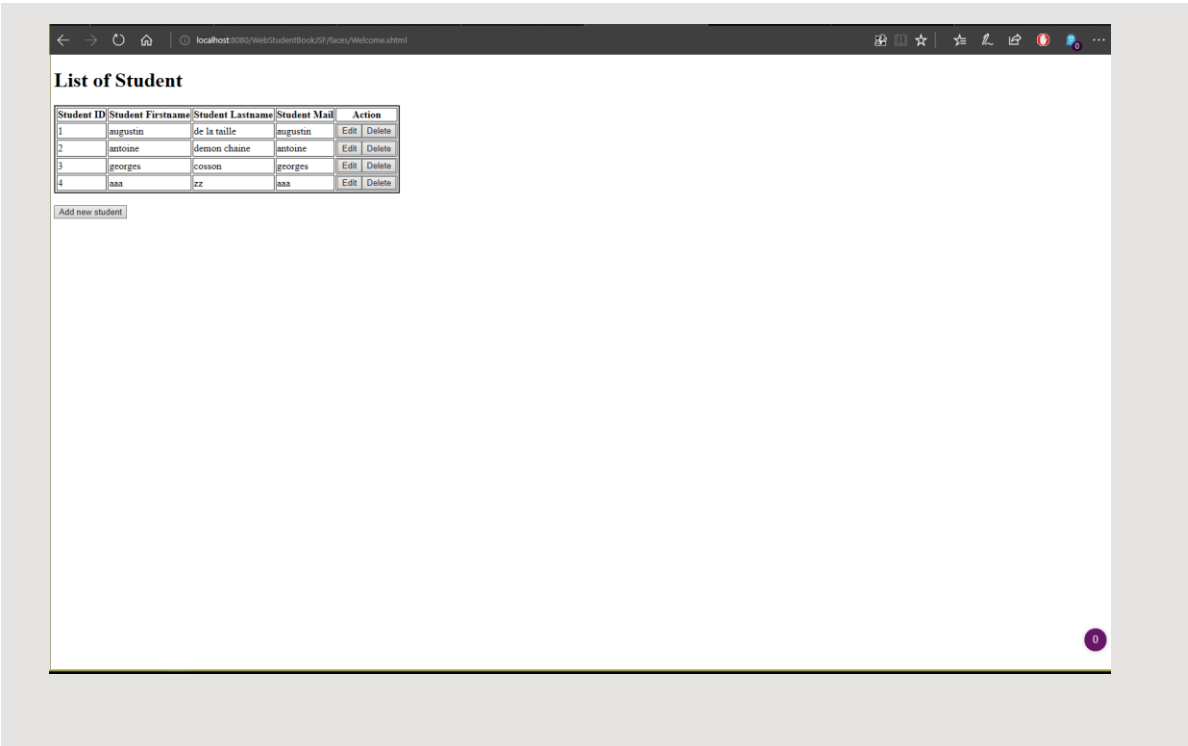 localhost:8080/WebStudentBookJSF/faces/Welcome.xhtml
0
List of Student
Student ID Student Firstname Student Lastname Student Mail Action
1 augustin de la taille augustin Edit Delete
2 antoine demon chaine antoine Edit Delete
3 georges cosson georges Edit Delete
4 aaa zz aaa Edit Delete
Add new student
0